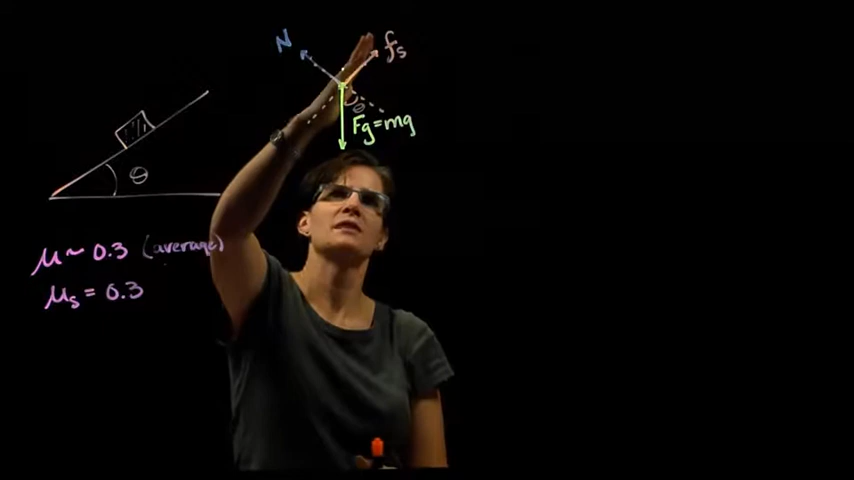 N
fs
θ
Fg=mg
θ
μ ~ 0.3 (average)
μs = 0.3